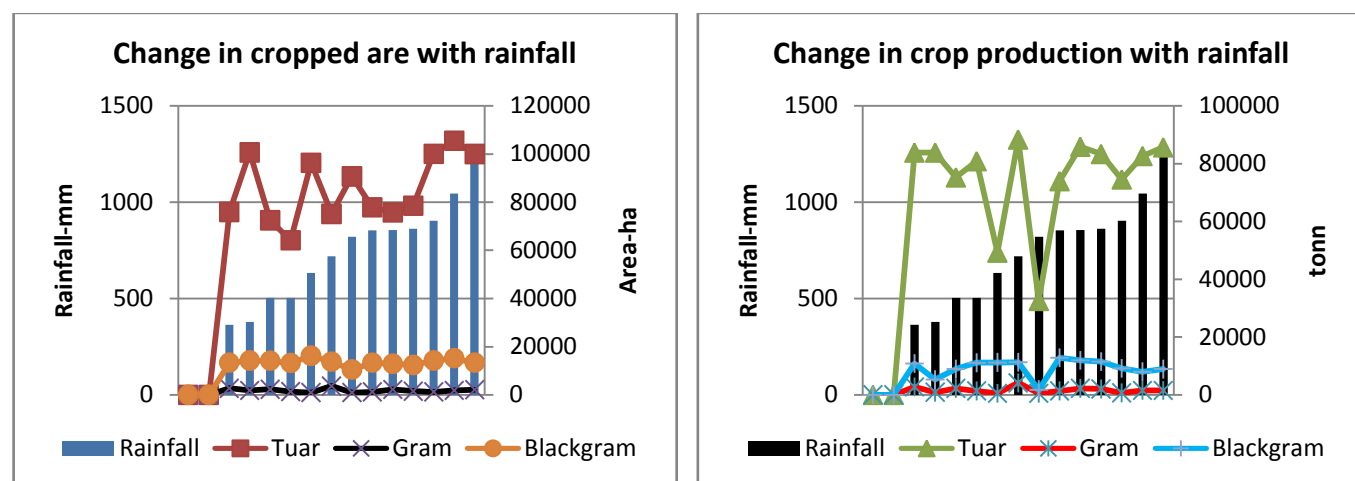 Change in cropped are with rainfall
1500
1000
500
0
Rainfall-mm
120000
100000
80000
60000
40000
20000
0
Area-ha
Rainfall Tuar Gram Blackgram
Change in crop production with rainfall
1500
1000
500
0
Rainfall-mm
100000
80000
60000
40000
20000
0
tonn
Rainfall Tuar Gram Blackgram